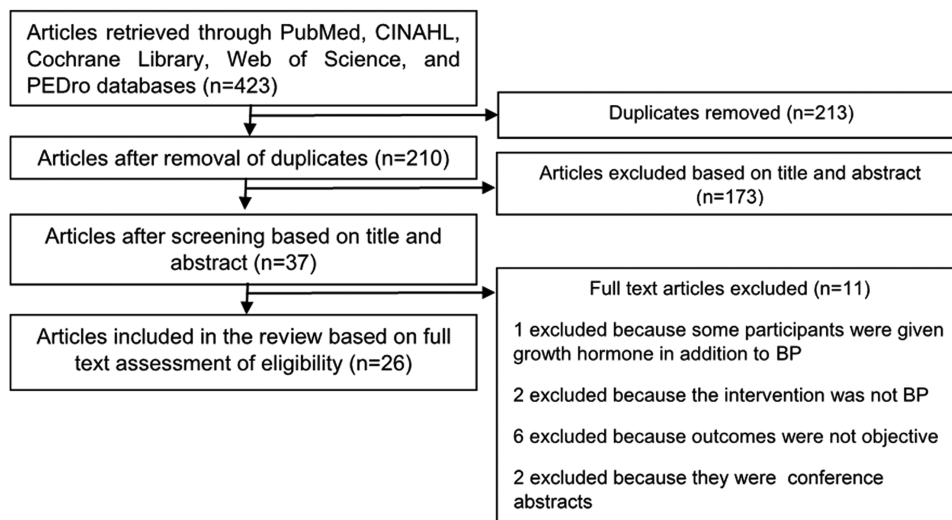 Articles retrieved through PubMed, CINAHL,
Cochrane Library, Web of Science, and
PEDro databases (n=423)
Duplicates removed (n=213)
Articles after removal of duplicates (n=210)
Articles excluded based on title and abstract
(n=173)
Articles after screening based on title and
abstract (n=37)
Full text articles excluded (n=11)
1 excluded because some participants were given
growth hormone in addition to BP
2 excluded because the intervention was not BP
6 excluded because outcomes were not objective
2 excluded because they were conference
abstracts
Articles included in the review based on full
text assessment of eligibility (n=26)